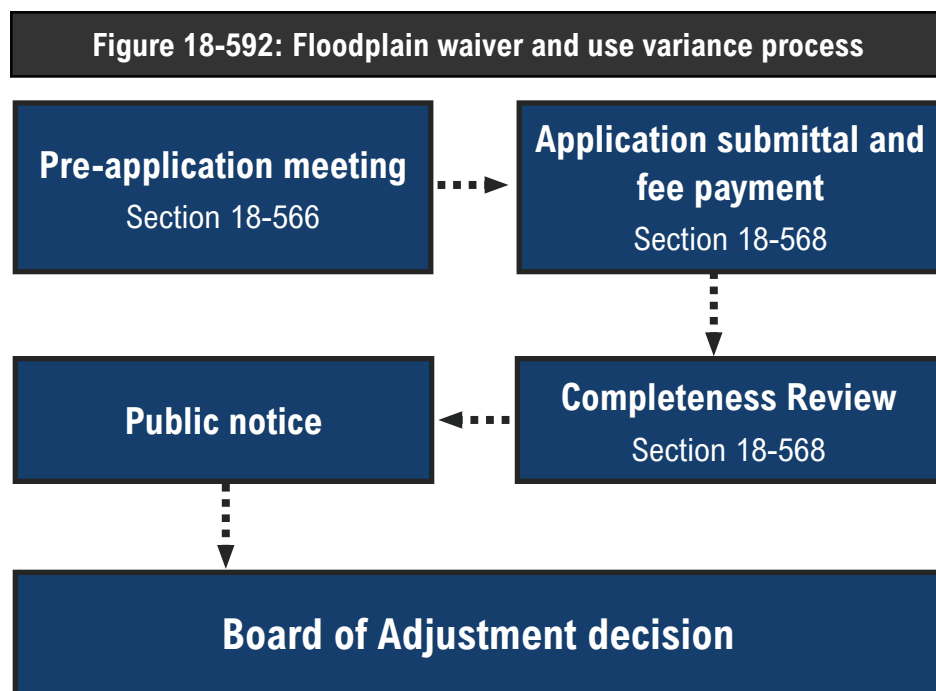 Figure 18-592: Floodplain waiver and use variance process
Pre-application meeting
Section 18-566
Application submittal and
fee payment
Section 18-568
Completeness Review
Section 18-568
Public notice
Board of Adjustment decision